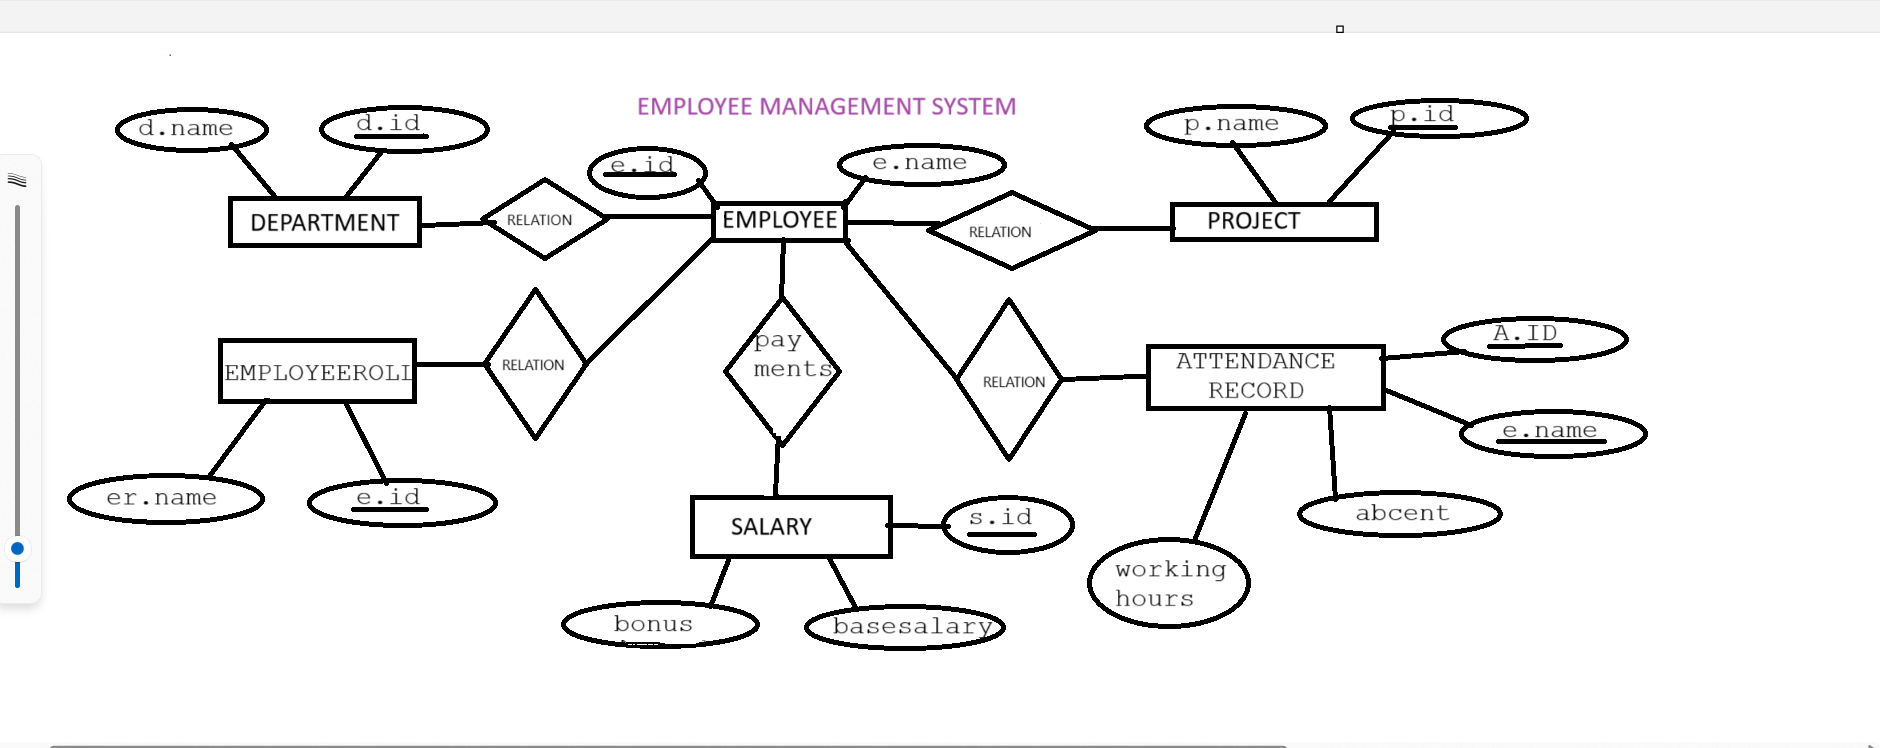 EMPLOYEE MANAGEMENT SYSTEM
d.name
d.id
e.id
e.name
p.name
p.id
DEPARTMENT
RELATION
EMPLOYEE
RELATION
PROJECT
EMPLOYEEROLL
RELATION
pay
ments
RELATION
ATTENDANCE
RECORD
A.ID
e.name
er.name
e.id
SALARY
s.id
abcent
working
hours
bonus
basesalary